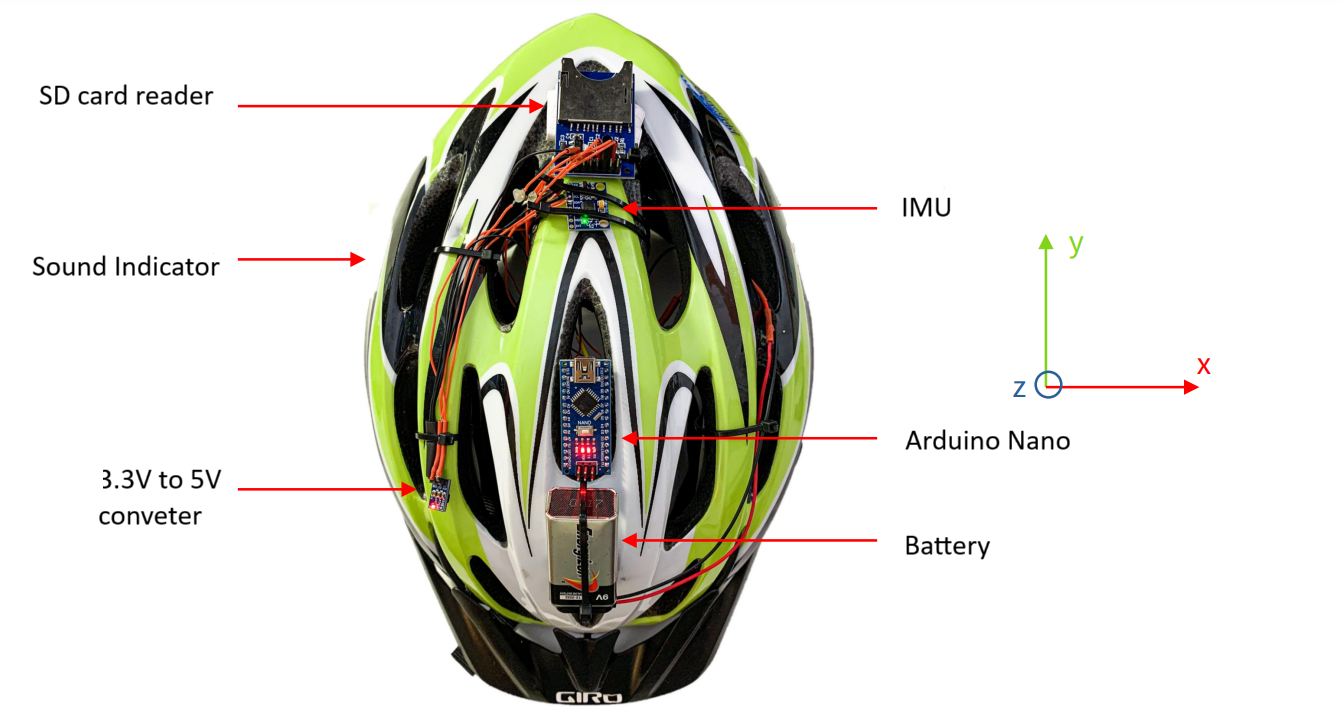 SD card reader
IMU
y
Sound Indicator
x
z
Arduino Nano
3.3V to 5V
conveter
Battery
NANO
9V
GIRO